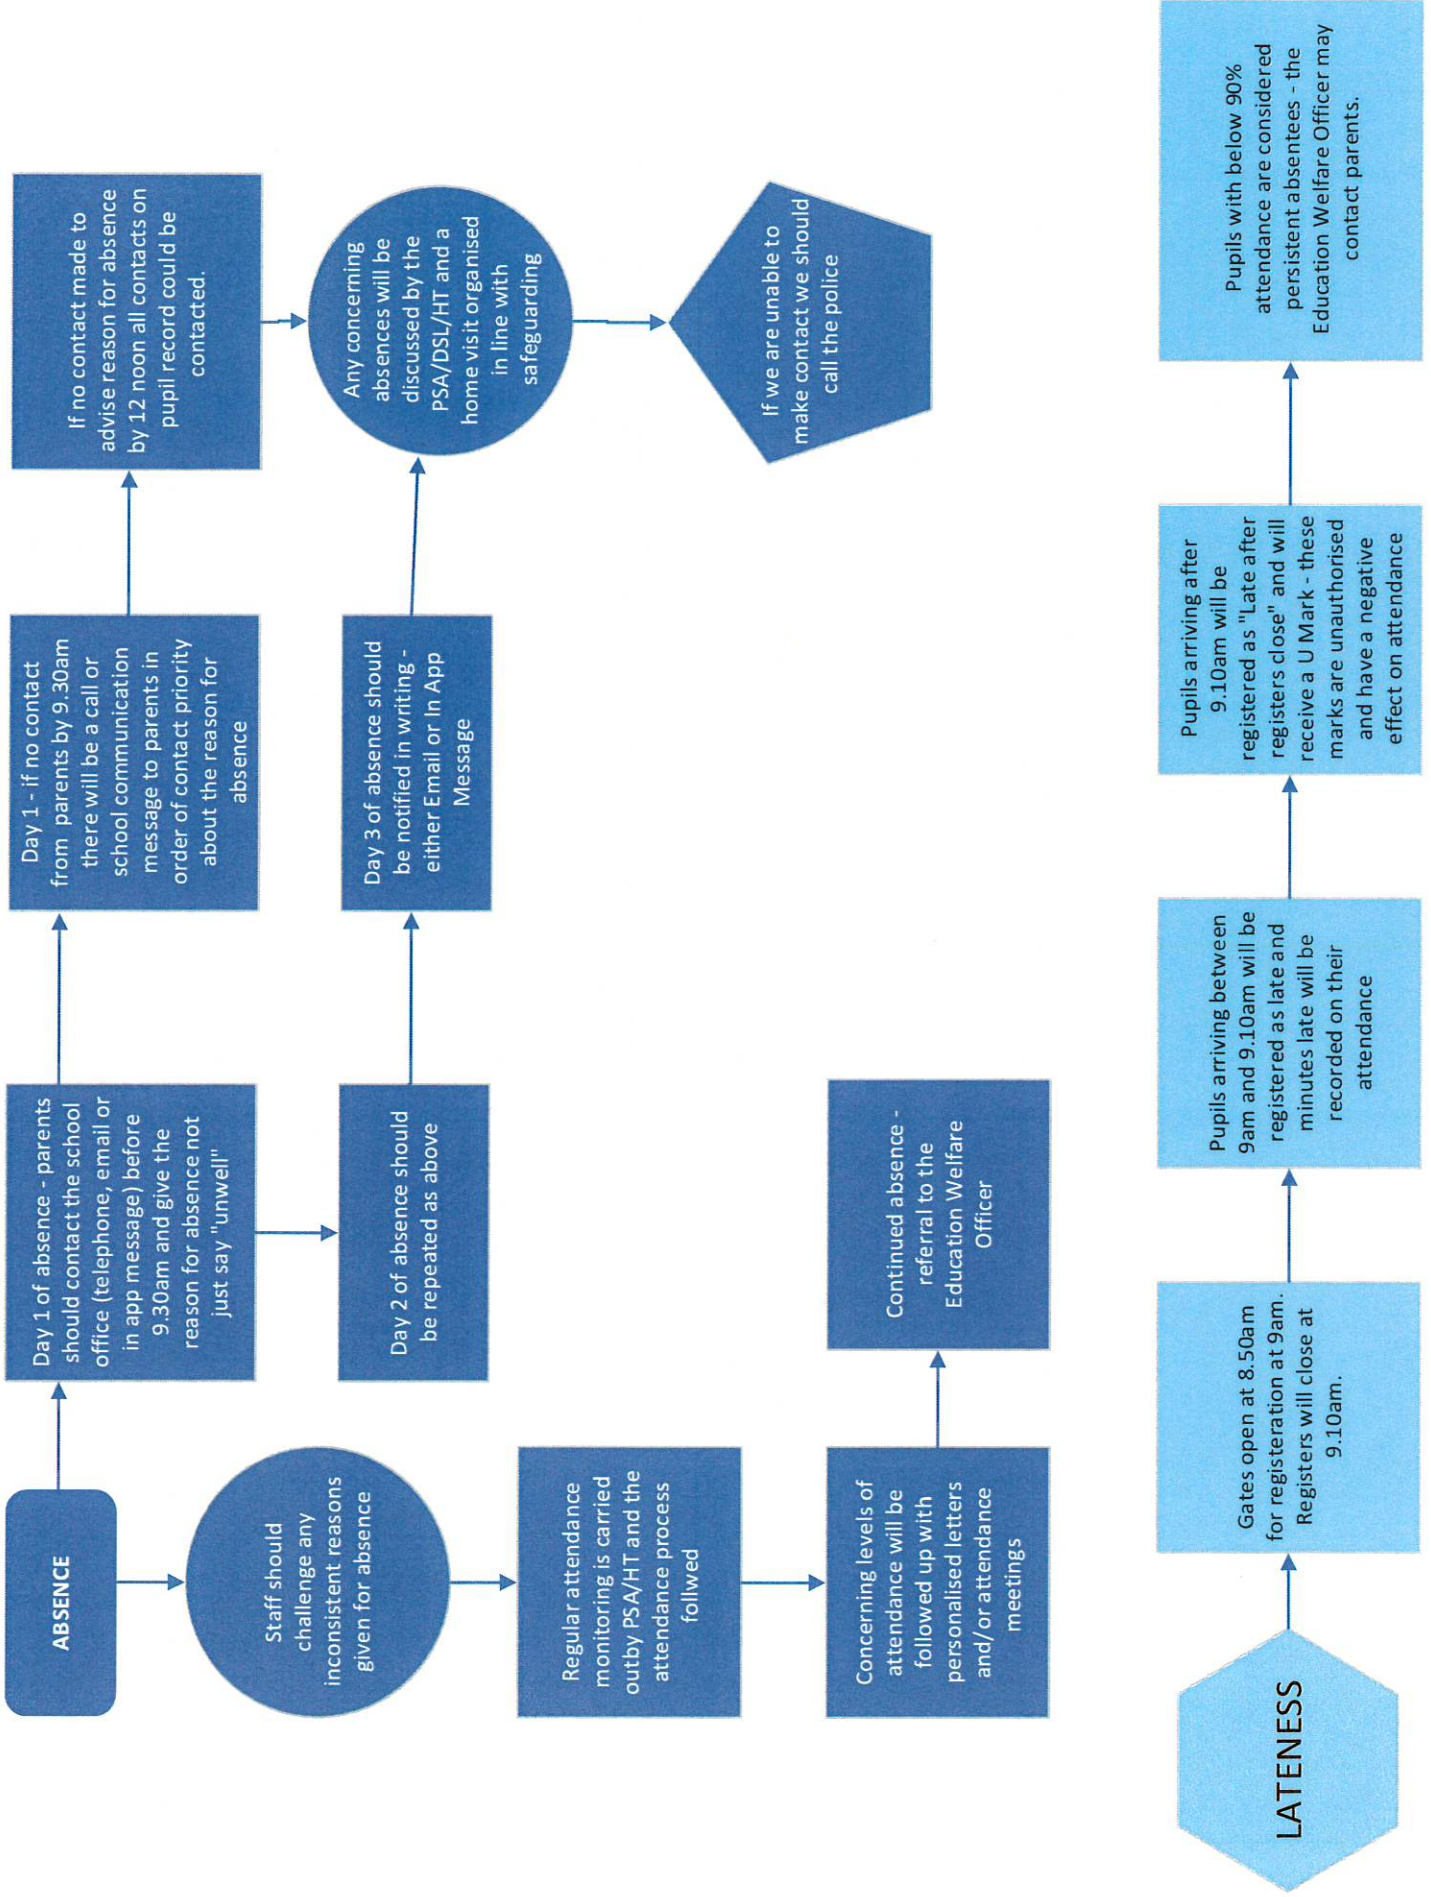 ABSENCE
Day 1 of absence - parents
should contact the school
office (telephone, email or
in app message) before
9.30am and give the
reason for absence not
just say "unwell"
Day 1 - if no contact
from parents by 9.30am
there will be a call or
school communication
message to parents in
order of contact priority
about the reason for
absence
If no contact made to
advise reason for absence
by 12 noon all contacts on
pupil record could be
contacted.
Staff should
challenge any
inconsistent reasons
given for absence
Day 2 of absence should
be repeated as above
Day 3 of absence should
be notified in writing -
either Email or In App
Message
Any concerning
absences will be
discussed by the
PSA/DSL/HT and a
home visit organised
in line with
safeguarding
Regular attendance
monitoring is carried
outby PSA/HT and the
attendance process
follwed
If we are unable to
make contact we should
call the police
Concerning levels of
attendance will be
followed up with
personalised letters
and/or attendance
meetings
Continued absence -
referral to the
Education Welfare
Officer
LATENESS
Gates open at 8.50am
for registeration at 9am.
Registers will close at
9.10am.
Pupils arriving between
9am and 9.10am will be
registered as late and
minutes late will be
recorded on their
attendance
Pupils arriving after
9.10am will be
registered as "Late after
registers close" and will
receive a U Mark - these
marks are unauthorised
and have a negative
effect on attendance
Pupils with below 90%
attendance are considered
persistent absentees - the
Education Welfare Officer may
contact parents.